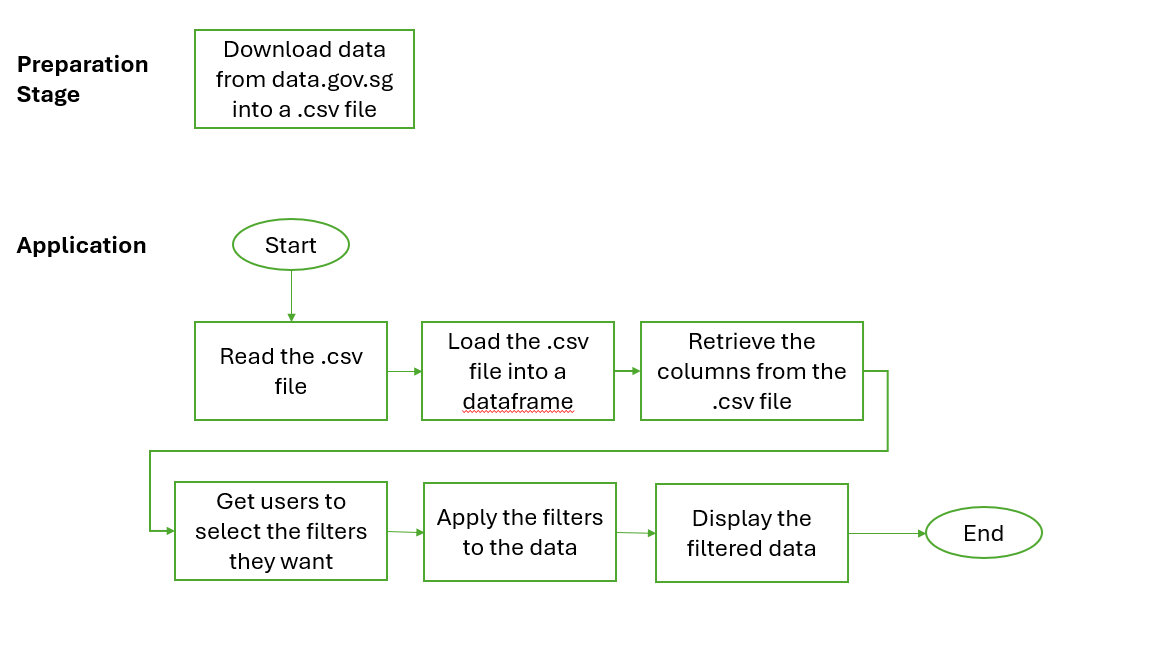 Preparation
Stage
Download data
from data.gov.sg
into a .csv file
Application
Start
Read the .csv
file
Load the .csv
file into a
dataframe
Retrieve the
columns from the
.csv file
Get users to
select the filters
they want
Apply the filters
to the data
Display the
filtered data
End